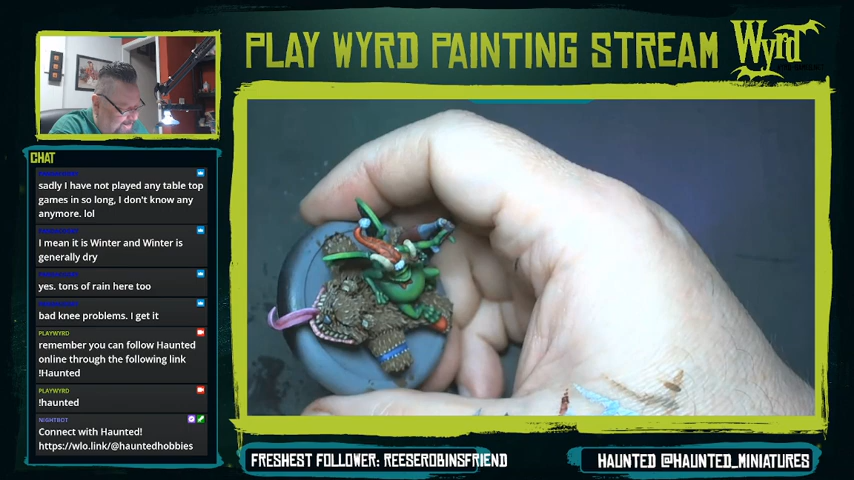 PLAY WYRD PAINTING STREAM
Wyrd
CHAT
sadly I have not played any table top
games in so long, I don't know any
anymore. lol
I mean it is Winter and Winter is
generally dry
yes. tons of rain here too
bad knee problems. I get it
PLAYWYRD
remember you can follow Haunted
online through the following link
!Haunted
PLAYWYRD
!haunted
NIGHTBOT
Connect with Haunted!
https://wlo.link/@hauntedhobbies
FRESHEST FOLLOWER: REESEROBINSFRIEND
HAUNTED @HAUNTED_MINIATURES